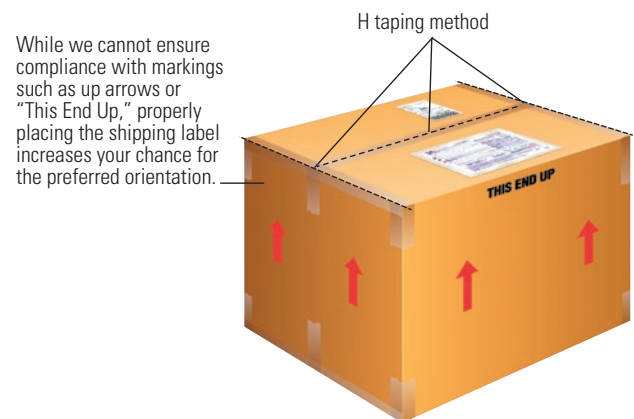 H taping method
While we cannot ensure
compliance with markings
such as up arrows or
“This End Up,” properly
placing the shipping label
increases your chance for
the preferred orientation.
THIS END UP